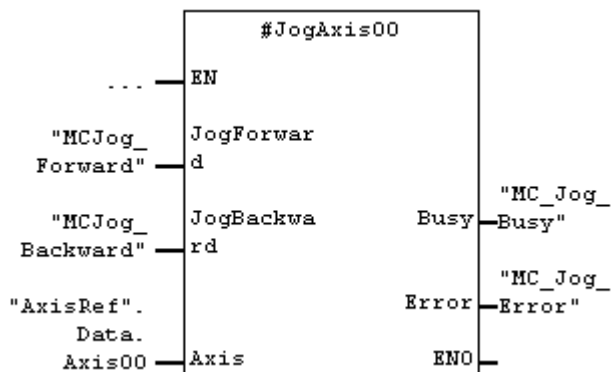 #JogAxis00
... EN
"MCJog_ JogForwar
Forward" d
"MCJog_ JogBackwa "MC_Jog_
Backward" rd Busy Busy"
"MC_Jog_
"AxisRef". Error Error"
Data.
Axis00 Axis ENO